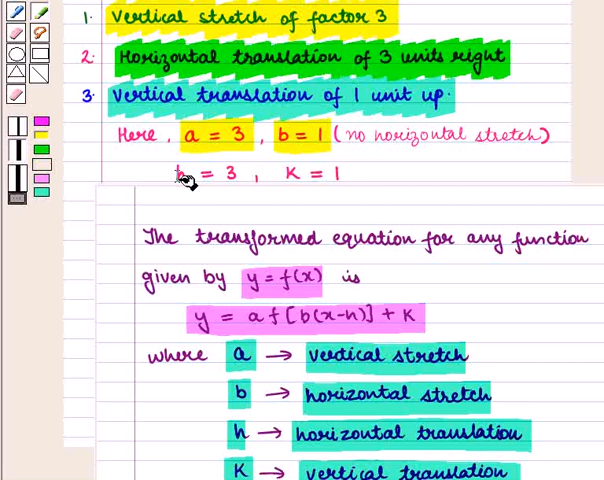 1. Vertical stretch of factor 3
2. Horizontal translation of 3 units right
3. Vertical translation of 1 unit up.
Here, a = 3, b = 1 (no horizontal stretch)
= 3, K = 1
The transformed equation for any function
given by y = f(x) is
y = a f[b(x-h)] + K
where a → vertical stretch
b → horizontal stretch
h → horizontal translation
K → vertical translation